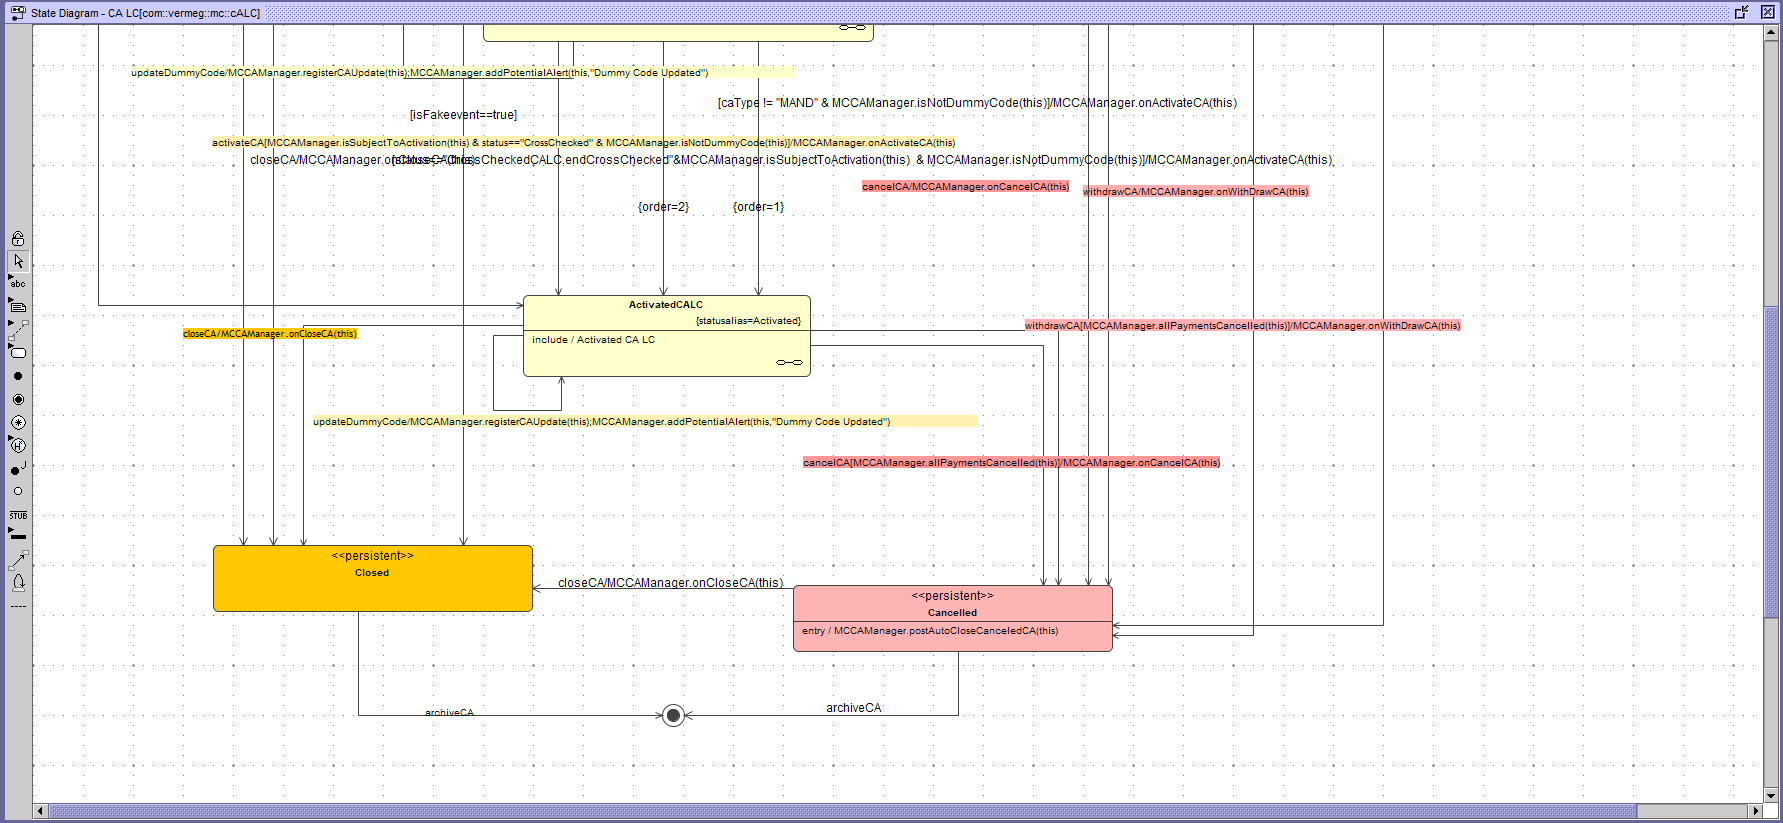 State Diagram - CA LC[com::vermeg::mc::cALC]
updateDummyCode/MCCAManager.registerCAUpdate(this);MCCAManager.addPotentialAlert(this,"Dummy Code Updated")
[caType != "MAND" & MCCAManager.isNotDummyCode(this)]/MCCAManager.onActivateCA(this)
[isFakeevent==true]
activateCA[MCCAManager.isSubjectToActivation(this) & status=="CrossChecked" & MCCAManager.isNotDummyCode(this)]/MCCAManager.onActivateCA(this)
closeCA/MCCAManager.onCloseCA(this)
CrossCheckedCALC.endCrossChecked"&MCCAManager.isSubjectToActivation(this) & MCCAManager.isNotDummyCode(this)]/MCCAManager.onActivateCA(this)
cancelCA/MCCAManager.onCancelCA(this)
withdrawCA/MCCAManager.onWithDrawCA(this)
{order=2}
{order=1}
abc
ActivatedCALC
{statusalias=Activated}
closeCA/MCCAManager.onCloseCA(this)
withdrawCA[MCCAManager.allPaymentsCancelled(this)]/MCCAManager.onWithDrawCA(this)
include / Activated CA LC
updateDummyCode/MCCAManager.registerCAUpdate(this);MCCAManager.addPotentialAlert(this,"Dummy Code Updated")
H
cancelCA[MCCAManager.allPaymentsCancelled(this)]/MCCAManager.onCancelCA(this)
STUB
<<persistent>>
Closed
closeCA/MCCAManager.onCloseCA(this)
<<persistent>>
Cancelled
entry / MCCAManager.postAutoCloseCanceledCA(this)
archiveCA
archiveCA